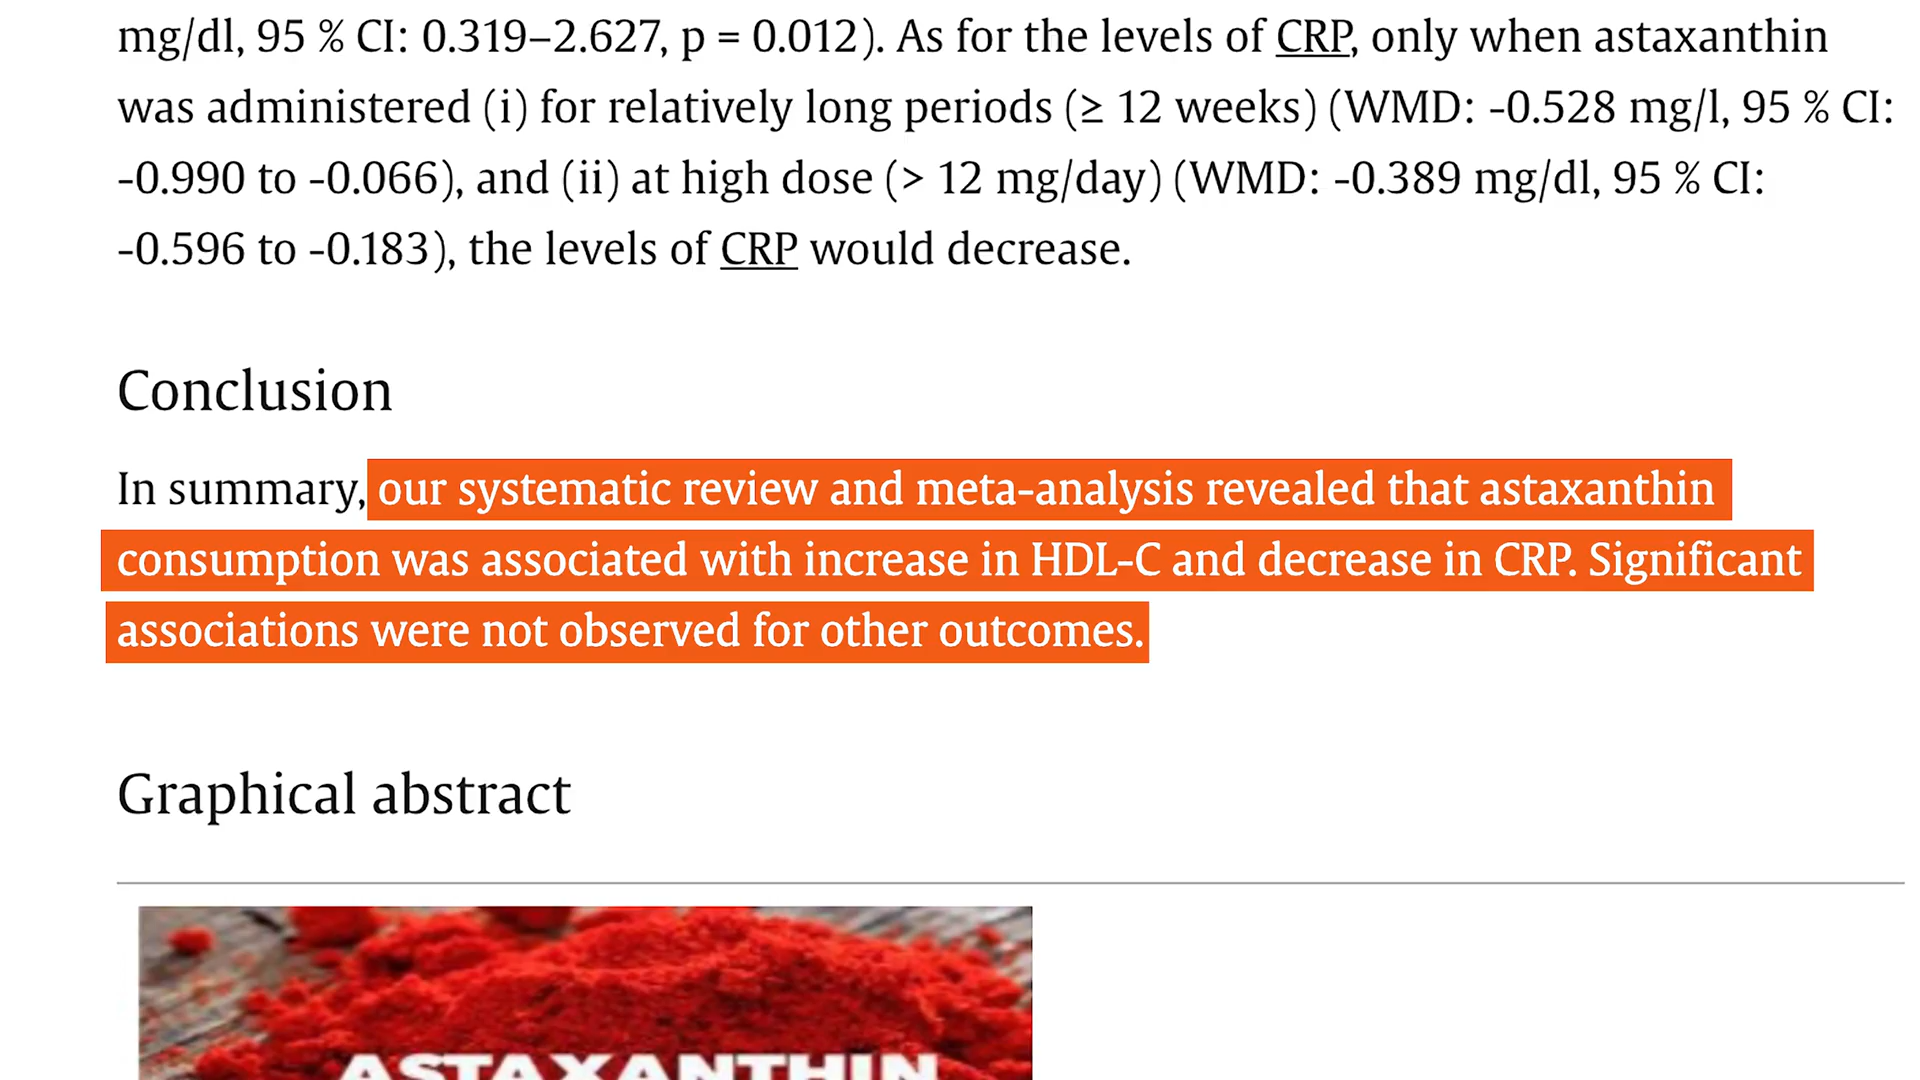 mg/dl, 95 % CI: 0.319–2.627, p = 0.012). As for the levels of CRP, only when astaxanthin
was administered (i) for relatively long periods (≥ 12 weeks) (WMD: -0.528 mg/l, 95 % CI:
-0.990 to -0.066), and (ii) at high dose (> 12 mg/day) (WMD: -0.389 mg/dl, 95 % CI:
-0.596 to -0.183), the levels of CRP would decrease.
Conclusion
In summary, our systematic review and meta-analysis revealed that astaxanthin
consumption was associated with increase in HDL-C and decrease in CRP. Significant
associations were not observed for other outcomes.
Graphical abstract
ASTAXANTHIN